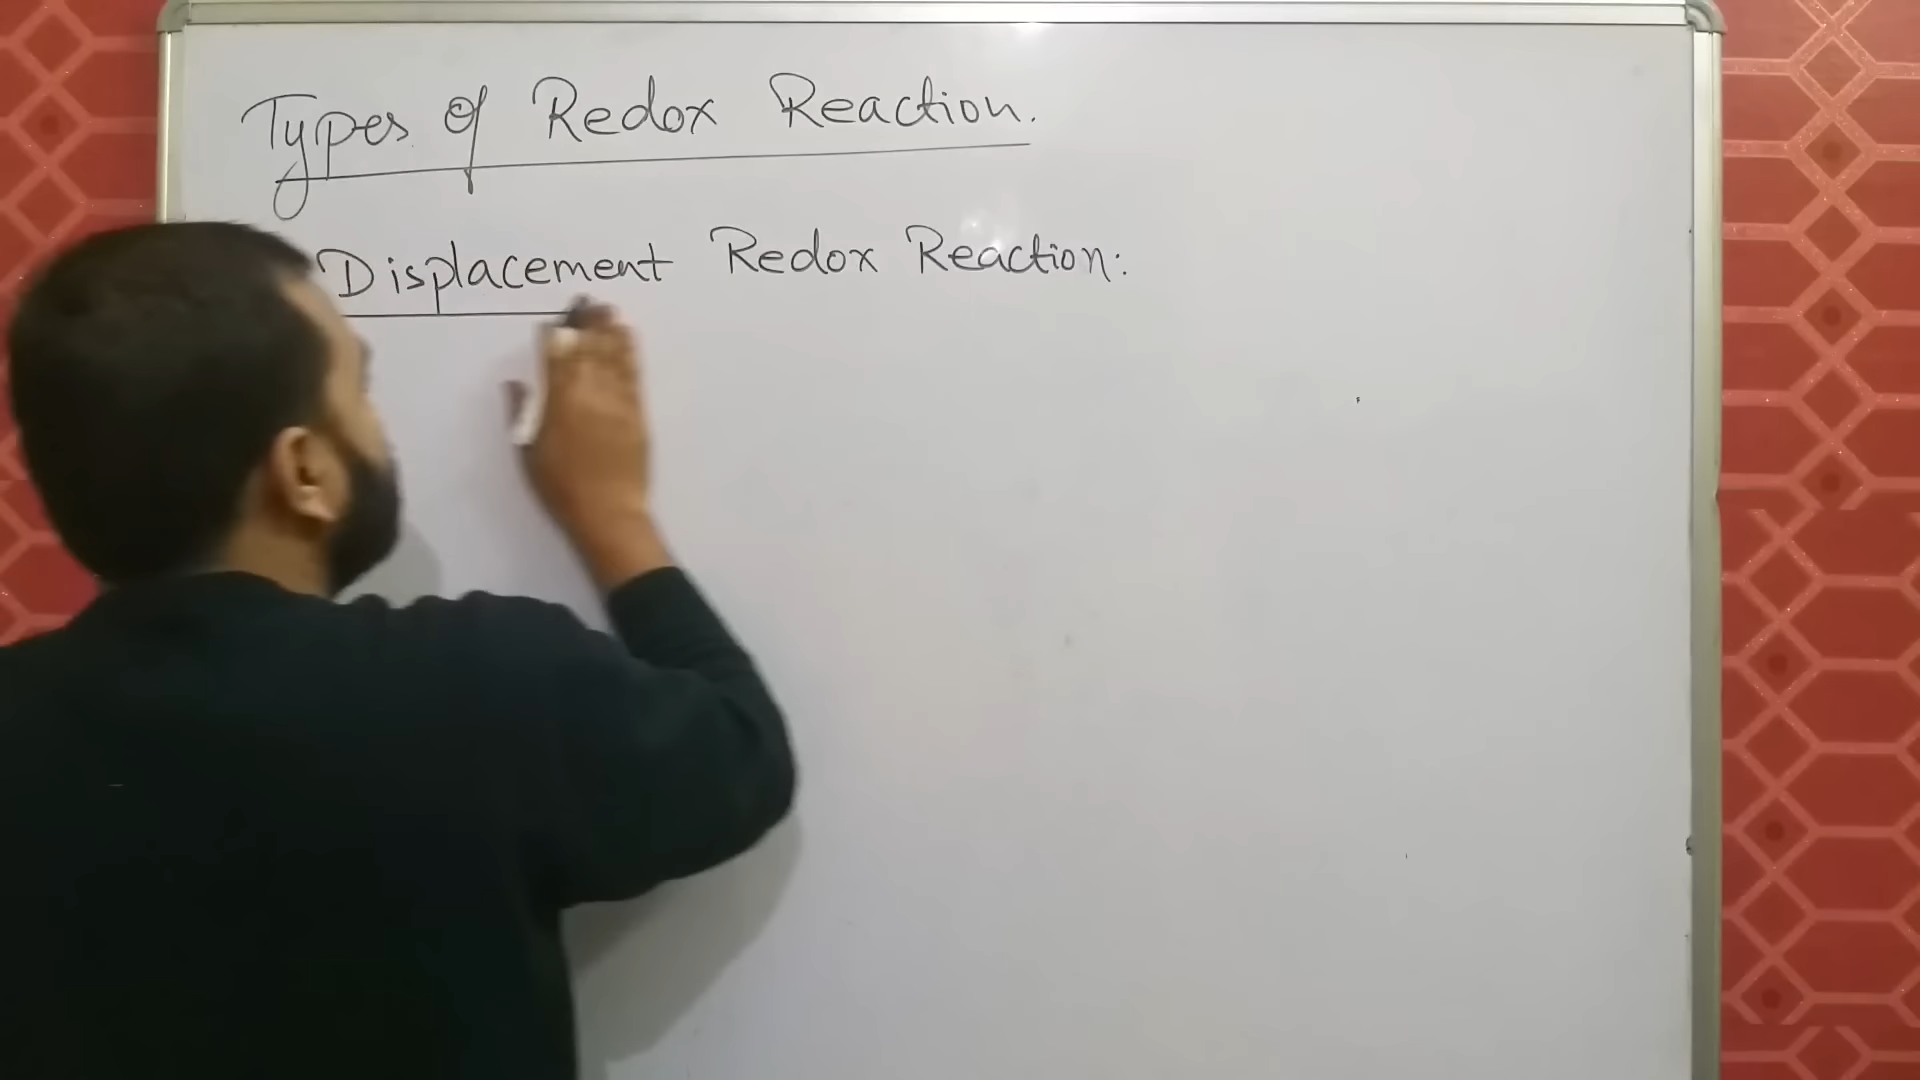 Types of Redox Reaction.
Displacement Redox Reaction: